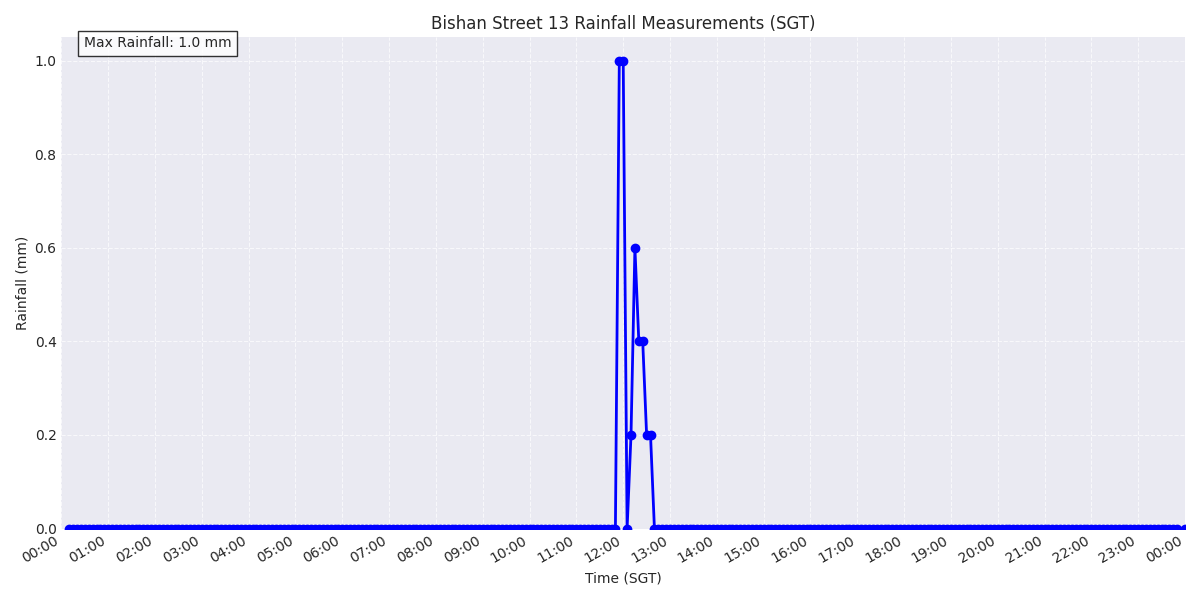 Bishan Street 13 Rainfall Measurements (SGT)
Max Rainfall: 1.0 mm
1.0
0.8
0.6
0.4
0.2
0.0
Rainfall (mm)
00:00 01:00 02:00 03:00 04:00 05:00 06:00 07:00 08:00 09:00 10:00 11:00 12:00 13:00 14:00 15:00 16:00 17:00 18:00 19:00 20:00 21:00 22:00 23:00 00:00
Time (SGT)